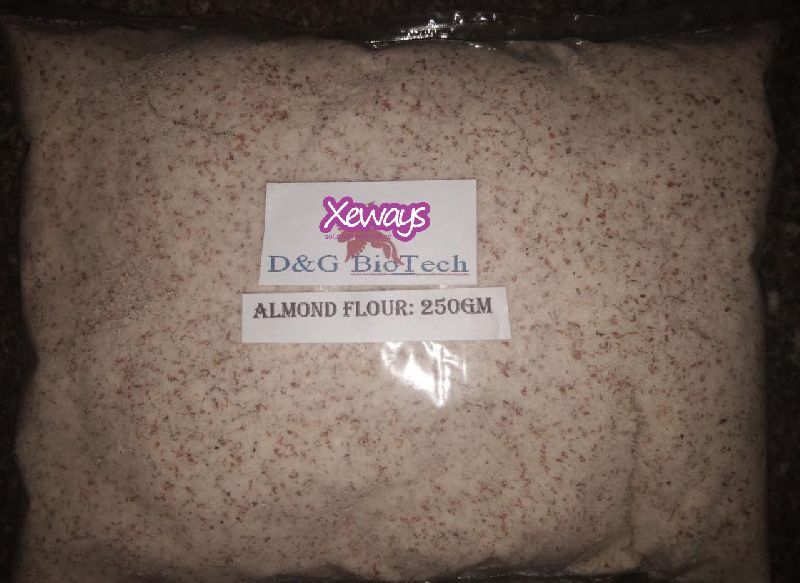 Xeways
D&G BioTech
ALMOND FLOUR: 250GM